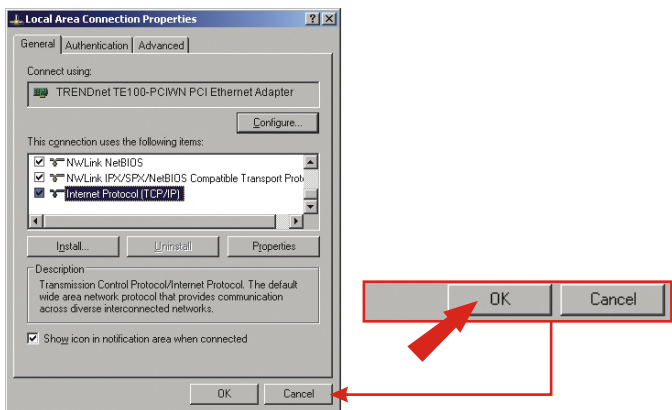 Local Area Connection Properties
General Authentication Advanced
Connect using:
TRENDnet TE100-PCIWN PCI Ethernet Adapter
Configure...
This connection uses the following items:
NWLink NetBIOS
NWLink IPX/SPX/NetBIOS Compatible Transport Prot
Internet Protocol (TCP/IP)
Install... Uninstall Properties
Description
Transmission Control Protocol/Internet Protocol. The default
wide area network protocol that provides communication
across diverse interconnected networks.
Show icon in notification area when connected
OK Cancel
OK Cancel